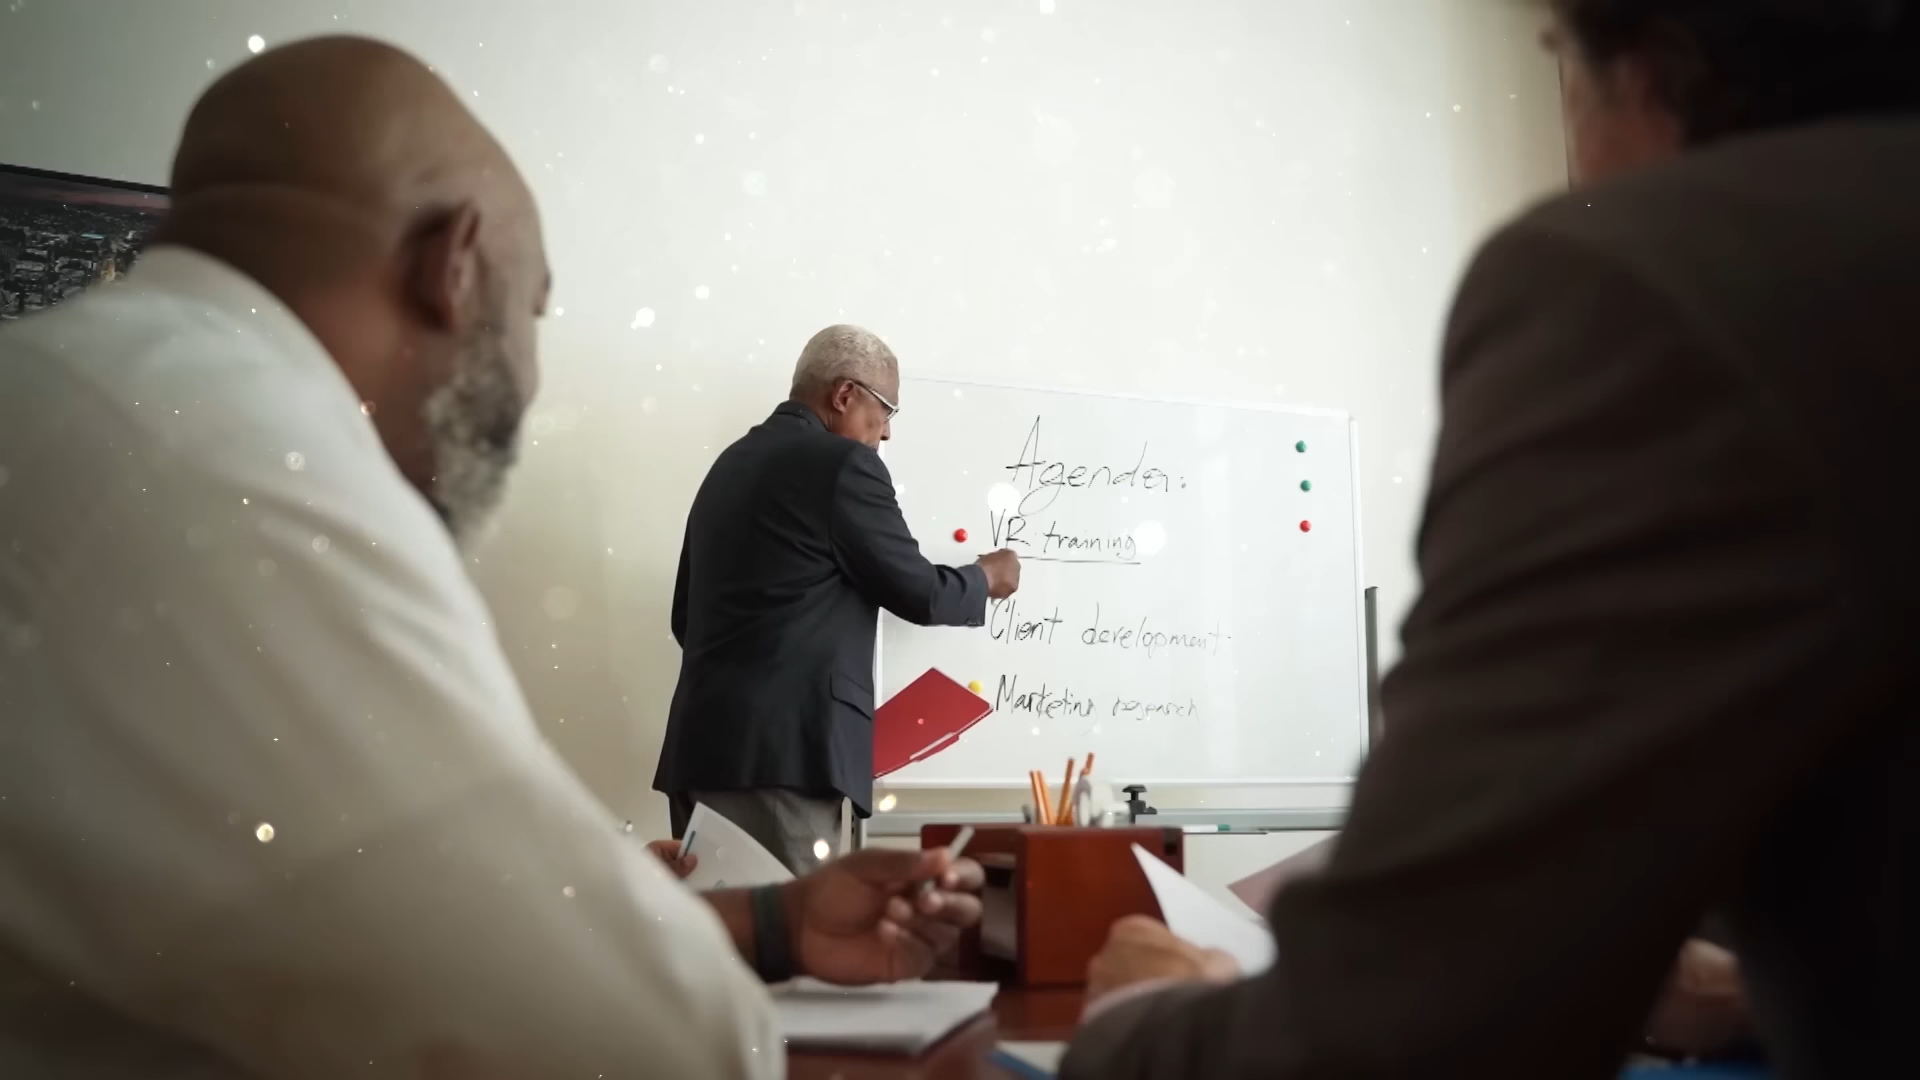 Agenda:
VR training
Client development
Marketing research